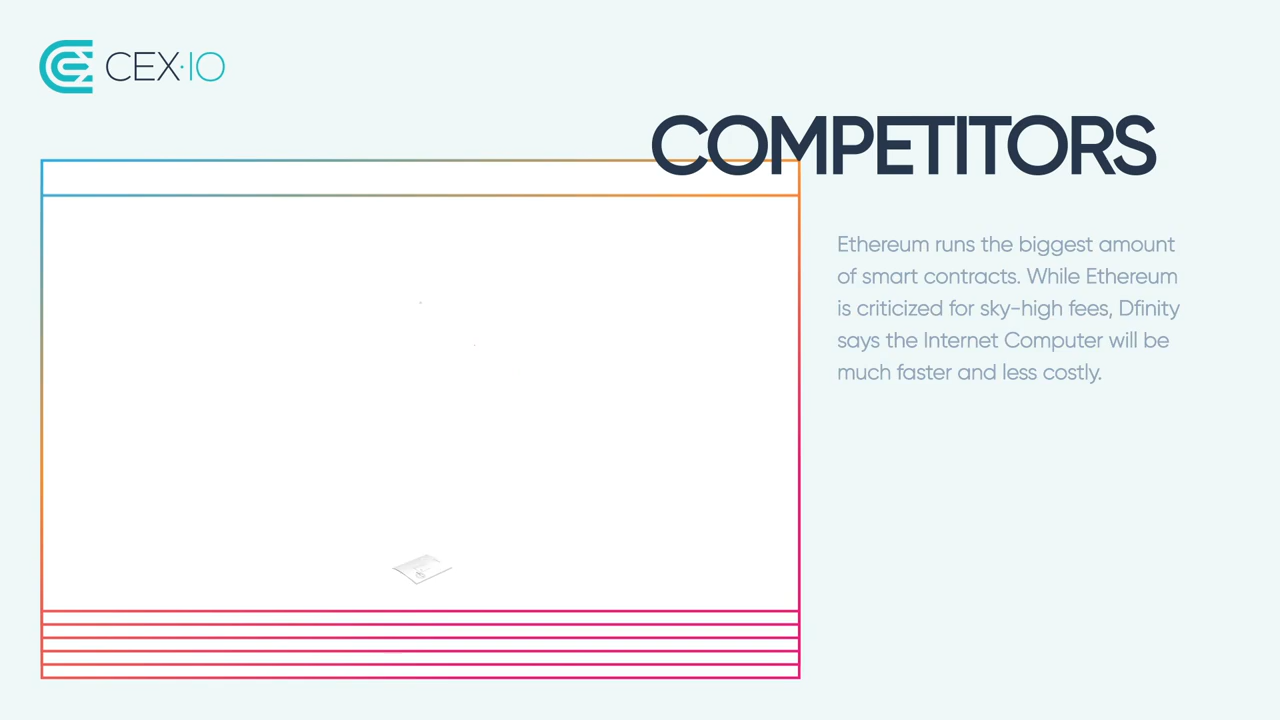 CEX·IO
COMPETITORS
Ethereum runs the biggest amount
of smart contracts. While Ethereum
is criticized for sky-high fees, Dfinity
says the Internet Computer will be
much faster and less costly.